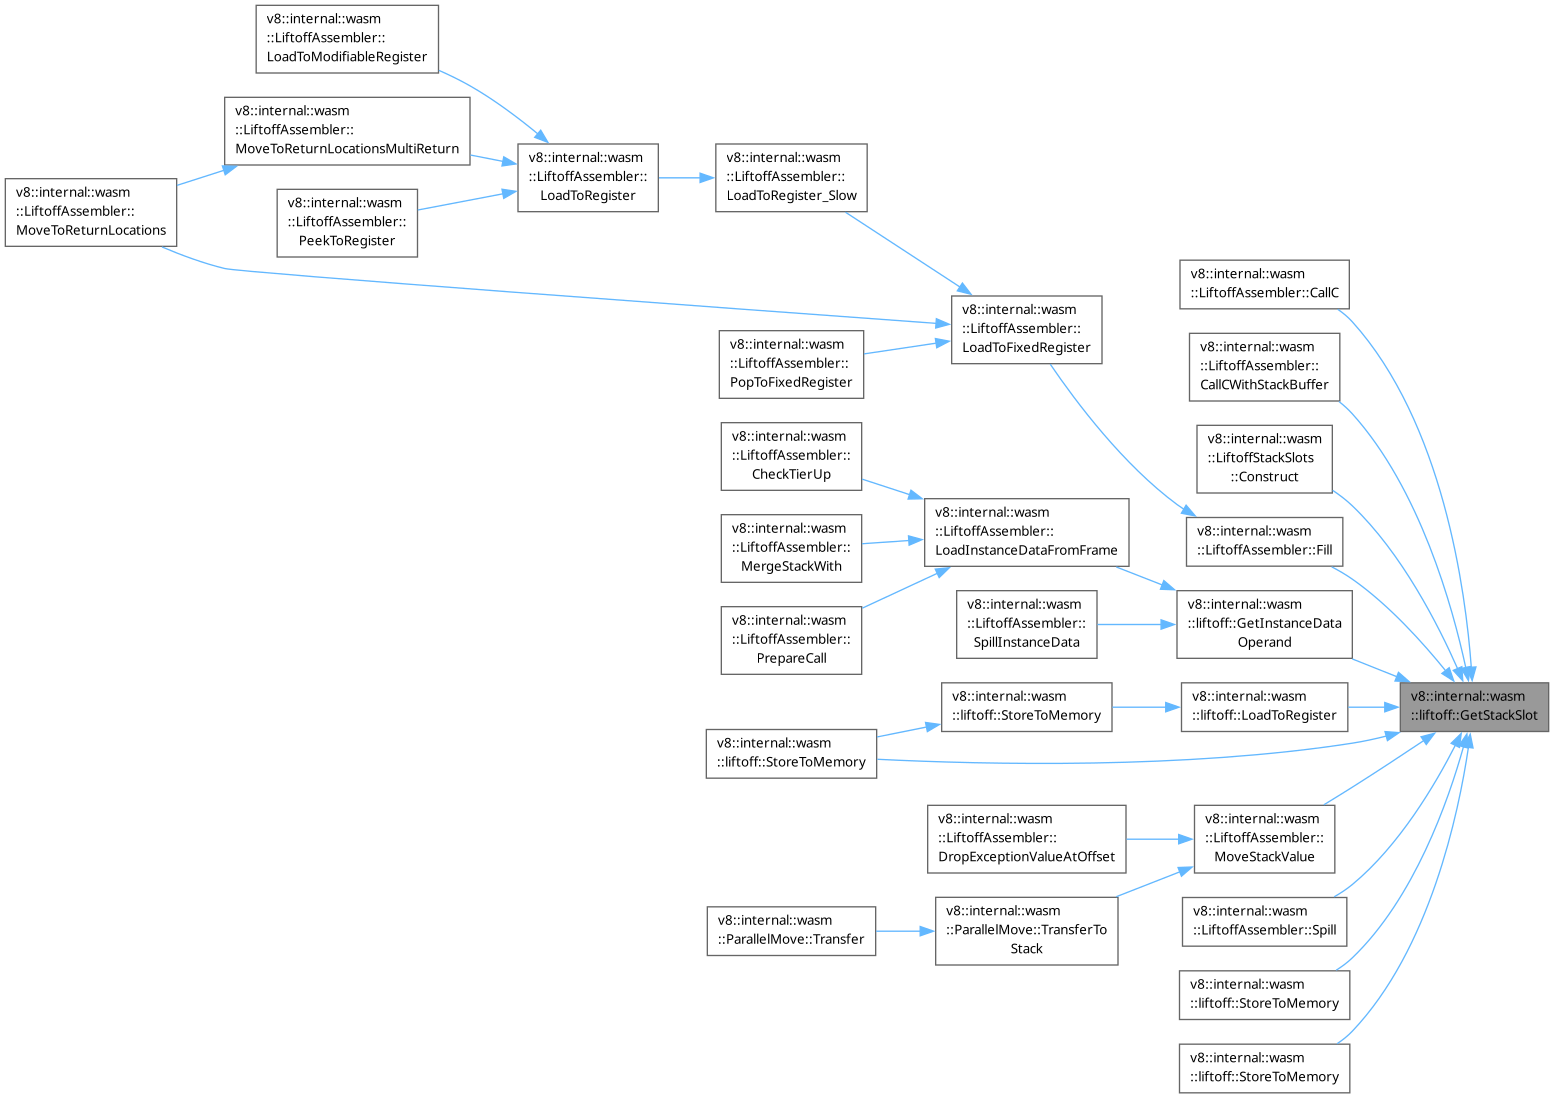 v8::internal::wasm
::LiftoffAssembler::
LoadToModifiableRegister
v8::internal::wasm
::LiftoffAssembler::
MoveToReturnLocationsMultiReturn
v8::internal::wasm
::LiftoffAssembler::
MoveToReturnLocations
v8::internal::wasm
::LiftoffAssembler::
PeekToRegister
v8::internal::wasm
::LiftoffAssembler::
LoadToRegister
v8::internal::wasm
::LiftoffAssembler::
LoadToRegister_Slow
v8::internal::wasm
::LiftoffAssembler::CallC
v8::internal::wasm
::LiftoffAssembler::
LoadToFixedRegister
v8::internal::wasm
::LiftoffAssembler::
PopToFixedRegister
v8::internal::wasm
::LiftoffAssembler::
CallCWithStackBuffer
v8::internal::wasm
::LiftoffAssembler::
CheckTierUp
v8::internal::wasm
::LiftoffStackSlots
::Construct
v8::internal::wasm
::LiftoffAssembler::
LoadInstanceDataFromFrame
v8::internal::wasm
::LiftoffAssembler::
MergeStackWith
v8::internal::wasm
::LiftoffAssembler::Fill
v8::internal::wasm
::LiftoffAssembler::
PrepareCall
v8::internal::wasm
::LiftoffAssembler::
SpillInstanceData
v8::internal::wasm
::liftoff::GetInstanceData
Operand
v8::internal::wasm
::liftoff::StoreToMemory
v8::internal::wasm
::liftoff::LoadToRegister
v8::internal::wasm
::liftoff::GetStackSlot
v8::internal::wasm
::liftoff::StoreToMemory
v8::internal::wasm
::LiftoffAssembler::
DropExceptionValueAtOffset
v8::internal::wasm
::LiftoffAssembler::
MoveStackValue
v8::internal::wasm
::ParallelMove::Transfer
v8::internal::wasm
::ParallelMove::TransferTo
Stack
v8::internal::wasm
::LiftoffAssembler::Spill
v8::internal::wasm
::liftoff::StoreToMemory
v8::internal::wasm
::liftoff::StoreToMemory